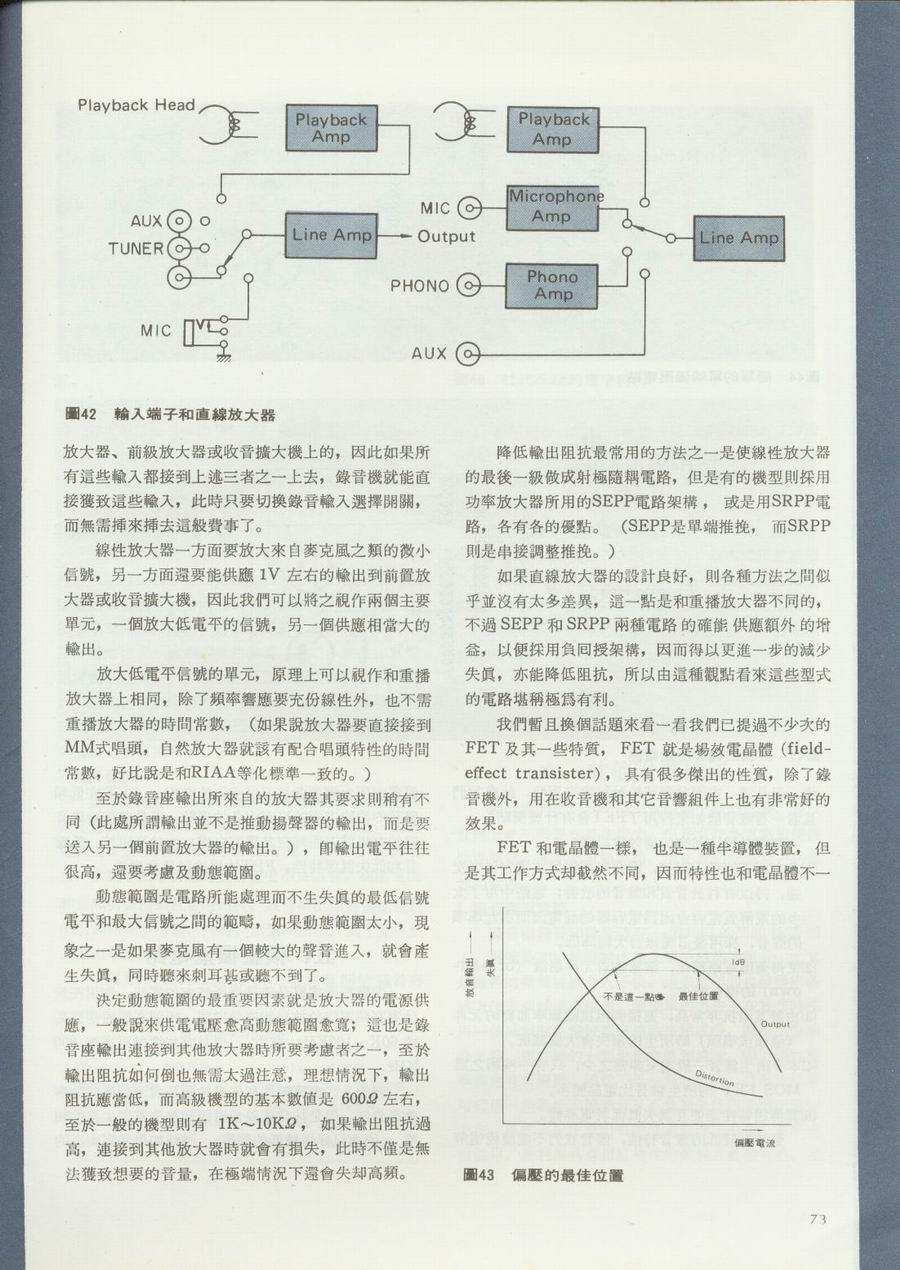 Playback Head
Playback
Amp
AUX
TUNER
Line Amp
Output
MIC
Playback
Amp
MIC
Microphone
Amp
Line Amp
PHONO
Phono
Amp
AUX
圖42 輸入端子和直線放大器
放大器、前級放大器或收音擴大機上的，因此如果所
有這些輸入都接到上述三者之一上去，錄音機就能直
接獲致這些輸入，此時只要切換錄音輸入選擇開關，
而無需揷來揷去這般費事了。
線性放大器一方面要放大來自麥克風之類的微小
信號，另一方面還要能供應 1V 左右的輸出到前置放
大器或收音擴大機，因此我們可以將之視作兩個主要
單元，一個放大低電平的信號，另一個供應相當大的
輸出。
放大低電平信號的單元，原理上可以視作和重播
放大器上相同，除了頻率響應要充份線性外，也不需
重播放大器的時間常數，（如果說放大器要直接接到
MM式唱頭，自然放大器就該有配合唱頭特性的時間
常數，好比說是和RIAA等化標準一致的。）
至於錄音座輸出所來自的放大器其要求則稍有不
同（此處所謂輸出並不是推動揚聲器的輸出，而是要
送入另一個前置放大器的輸出。），卽輸出電平往往
很高，還要考慮及動態範圍。
動態範圍是電路所能處理而不生失眞的最低信號
電平和最大信號之間的範疇，如果動態範圍太小，現
象之一是如果麥克風有一個較大的聲音進入，就會產
生失眞，同時聽來刺耳甚或聽不到了。
決定動態範圍的最重要因素就是放大器的電源供
應，一般說來供電電壓愈高動態範圍愈寬；這也是錄
音座輸出連接到其他放大器時所要考慮者之一，至於
輸出阻抗如何倒也無需太過注意，理想情況下，輸出
阻抗應當低，而高級機型的基本數值是 600Ω 左右，
至於一般的機型則有 1K～10KΩ，如果輸出阻抗過
高，連接到其他放大器時就會有損失，此時不僅是無
法獲致想要的音量，在極端情況下還會失却高頻。
降低輸出阻抗最常用的方法之一是使線性放大器
的最後一級做成射極隨耦電路，但是有的機型則採用
功率放大器所用的SEPP電路架構，或是用SRPP電
路，各有各的優點。（SEPP是單端推挽，而SRPP
則是串接調整推挽。）
如果直線放大器的設計良好，則各種方法之間似
乎並沒有太多差異，這一點是和重播放大器不同的，
不過 SEPP 和 SRPP 兩種電路的確能供應額外的增
益，以便採用負囘授架構，因而得以更進一步的減少
失眞，亦能降低阻抗，所以由這種觀點看來這些型式
的電路堪稱極爲有利。
我們暫且換個話題來看一看我們已提過不少次的
FET 及其一些特質，FET 就是場效電晶體 (field-
effect transister)，具有很多傑出的性質，除了錄
音機外，用在收音機和其它音響組件上也有非常好的
效果。
FET 和電晶體一樣，也是一種半導體裝置，但
是其工作方式却截然不同，因而特性也和電晶體不一
放音輸出
失眞
1dB
不是這一點
最佳位置
Output
Distortion
偏壓電流
圖43 偏壓的最佳位置
73